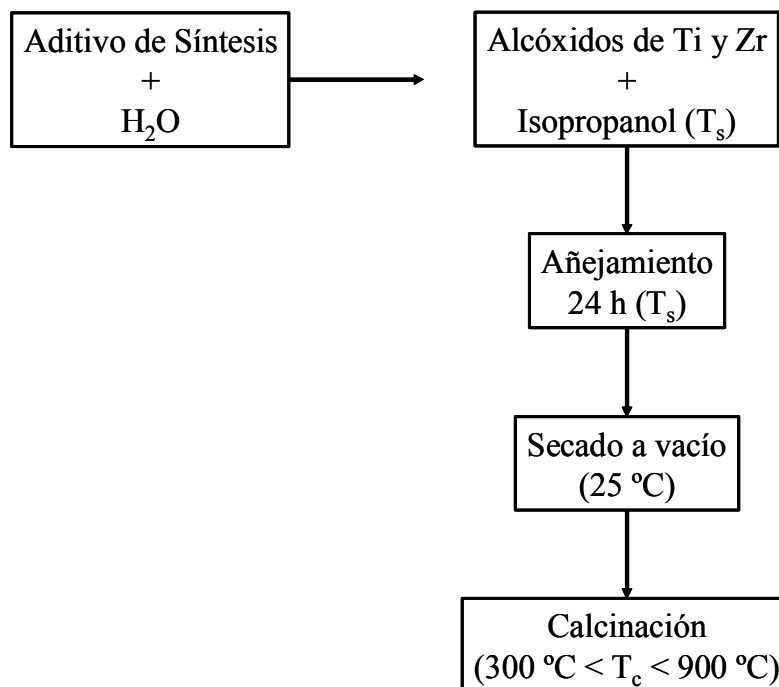 Aditivo de Síntesis
+
H₂O
Alcóxidos de Ti y Zr
+
Isopropanol (Tₛ)
Añejamiento
24 h (Tₛ)
Secado a vacío
(25 ºC)
Calcinación
(300 ºC < T꜀ < 900 ºC)